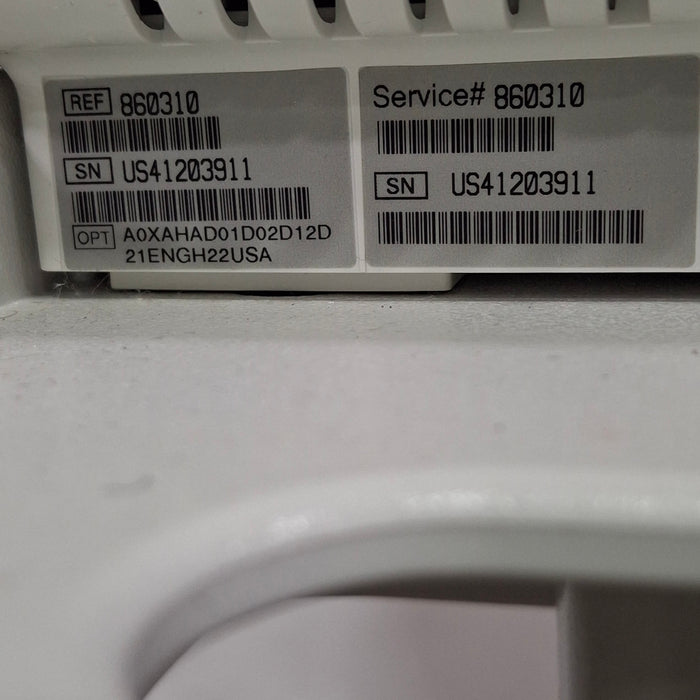 REF 860310
SN US41203911
OPT A0XAHAD01D02D12D
21ENGH22USA
Service# 860310
SN US41203911